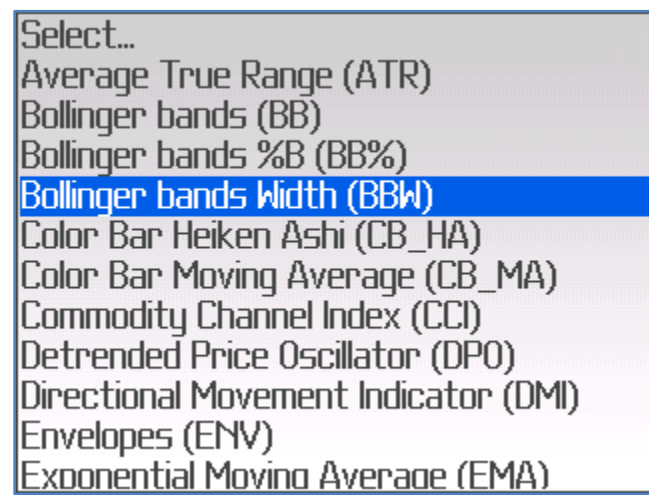 Select...
Average True Range (ATR)
Bollinger bands (BB)
Bollinger bands %B (BB%)
Bollinger bands Width (BBW)
Color Bar Heiken Ashi (CB_HA)
Color Bar Moving Average (CB_MA)
Commodity Channel Index (CCI)
Detrended Price Oscillator (DPO)
Directional Movement Indicator (DMI)
Envelopes (ENV)
Exponential Moving Average (EMA)